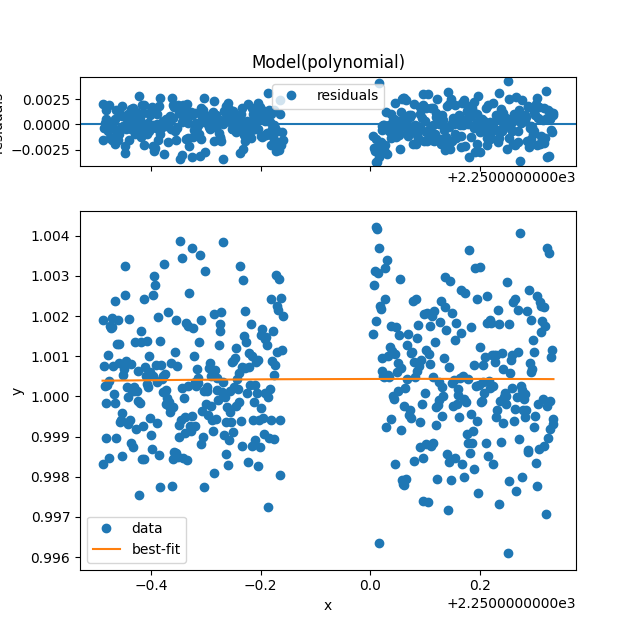 Model(polynomial)
residuals
0.0025
0.0000
−0.0025
+2.2500000000e3
1.004
1.003
1.002
1.001
1.000
0.999
0.998
0.997
0.996
y
data
best-fit
−0.4
−0.2
0.0
0.2
x
+2.2500000000e3